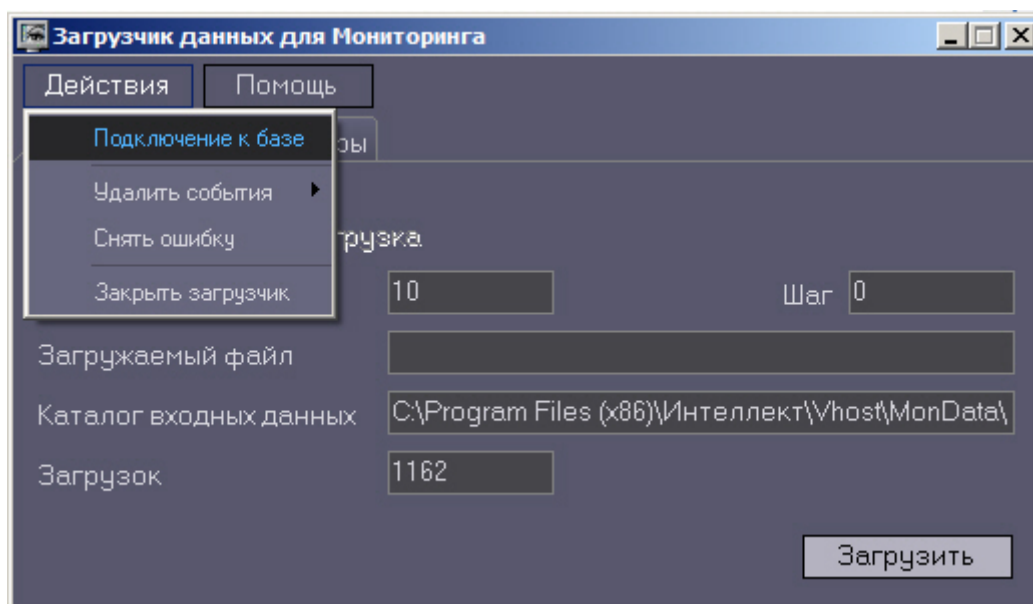 Загрузчик данных для Мониторинга
Действия Помощь
Подключение к базе
Удалить события
Снять ошибку
10 Шаг 0
Закрыть загрузчик
Загружаемый файл
Каталог входных данных C:\Program Files (x86)\Интеллект\Vhost\MonData\
Загрузок 1162
Загрузить